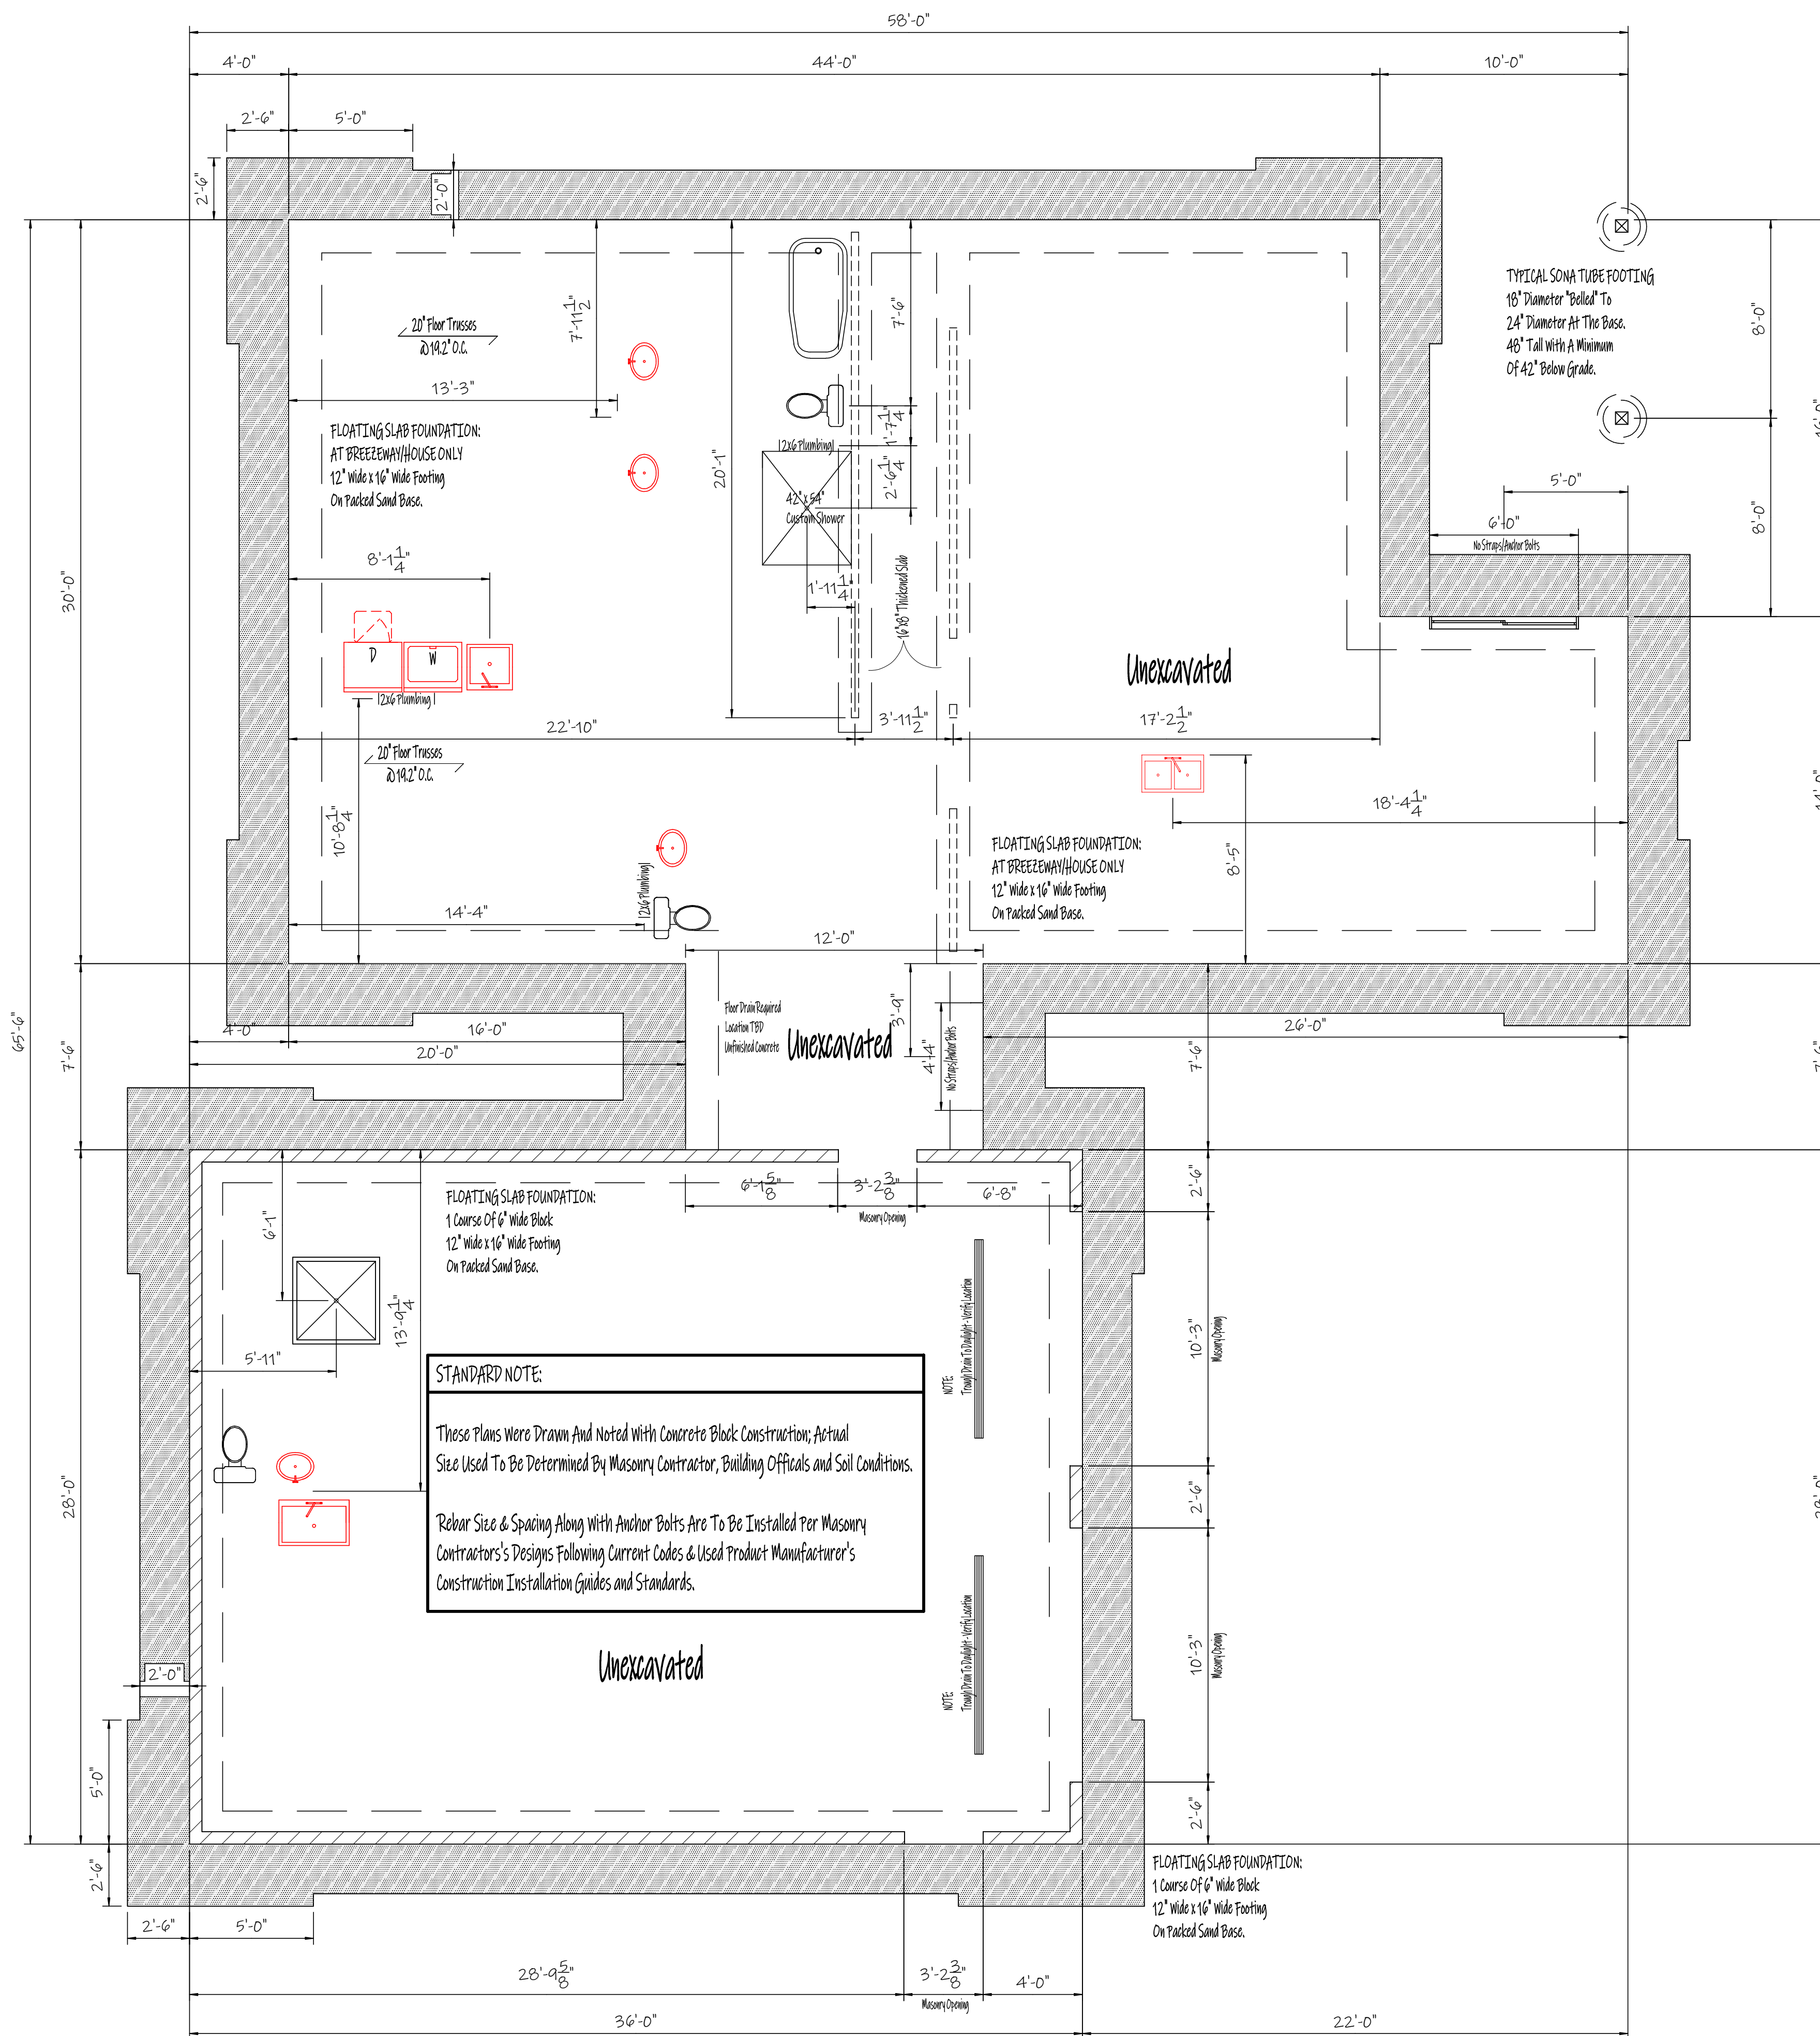 58'-0"
4'-0"
44'-0"
10'-0"
2'-6"
5'-0"
2'-6"
2'-0"
TYPICAL SONA TUBE FOOTING
18" Diameter "Belled" To
24" Diameter At The Base.
48" Tall With A Minimum
Of 42" Below Grade.
8'-0"
7'-11 1/2"
7'-6"
20" Floor Trusses
@ 19.2" O.C.
13'-3"
FLOATING SLAB FOUNDATION:
AT BREEZEWAY/HOUSE ONLY
12" Wide x 16" Wide Footing
On Packed Sand Base.
1'-7 1/4"
2x6 Plumbing
20'-1"
2'-6 1/4"
42" x 54"
Custom Shower
5'-0"
6'-0"
No Straps/Anchor Bolts
8'-0"
8'-1 1/4"
1'-11 1/4"
16"x8" Thickened Slab
30'-0"
D
W
2x6 Plumbing
Unexcavated
22'-10"
3'-11 1/2"
17'-2 1/2"
20" Floor Trusses
@ 19.2" O.C.
10'-8 1/4"
18'-4 1/4"
8'-5"
FLOATING SLAB FOUNDATION:
AT BREEZEWAY/HOUSE ONLY
12" Wide x 16" Wide Footing
On Packed Sand Base.
2x6 Plumbing
14'-4"
12'-0"
65'-6"
7'-6"
4'-0"
16'-0"
20'-0"
Floor Drain Required
Location TBD
Unfinished Concrete
Unexcavated
3'-9"
4'-4"
No Straps/Anchor Bolts
26'-0"
7'-6"
6'-1 5/8"
3'-2 3/8"
6'-8"
Masonry Opening
2'-6"
FLOATING SLAB FOUNDATION:
1 Course Of 6" Wide Block
12" Wide x 16" Wide Footing
On Packed Sand Base.
6'-1"
13'-9 1/4"
5'-11"
NOTE:
Trough Drain To Daylight - Verify Location
10'-3"
Masonry Opening
STANDARD NOTE:
These Plans Were Drawn And Noted With Concrete Block Construction; Actual
Size Used To Be Determined By Masonry Contractor, Building Officals and Soil Conditions.
Rebar Size & Spacing Along With Anchor Bolts Are To Be Installed Per Masonry
Contractors's Designs Following Current Codes & Used Product Manufacturer's
Construction Installation Guides and Standards.
28'-0"
2'-6"
NOTE:
Trough Drain To Daylight - Verify Location
10'-3"
Masonry Opening
Unexcavated
2'-0"
5'-0"
2'-6"
2'-6"
FLOATING SLAB FOUNDATION:
1 Course Of 6" Wide Block
12" Wide x 16" Wide Footing
On Packed Sand Base.
2'-6"
5'-0"
28'-9 5/8"
3'-2 3/8"
4'-0"
Masonry Opening
36'-0"
22'-0"